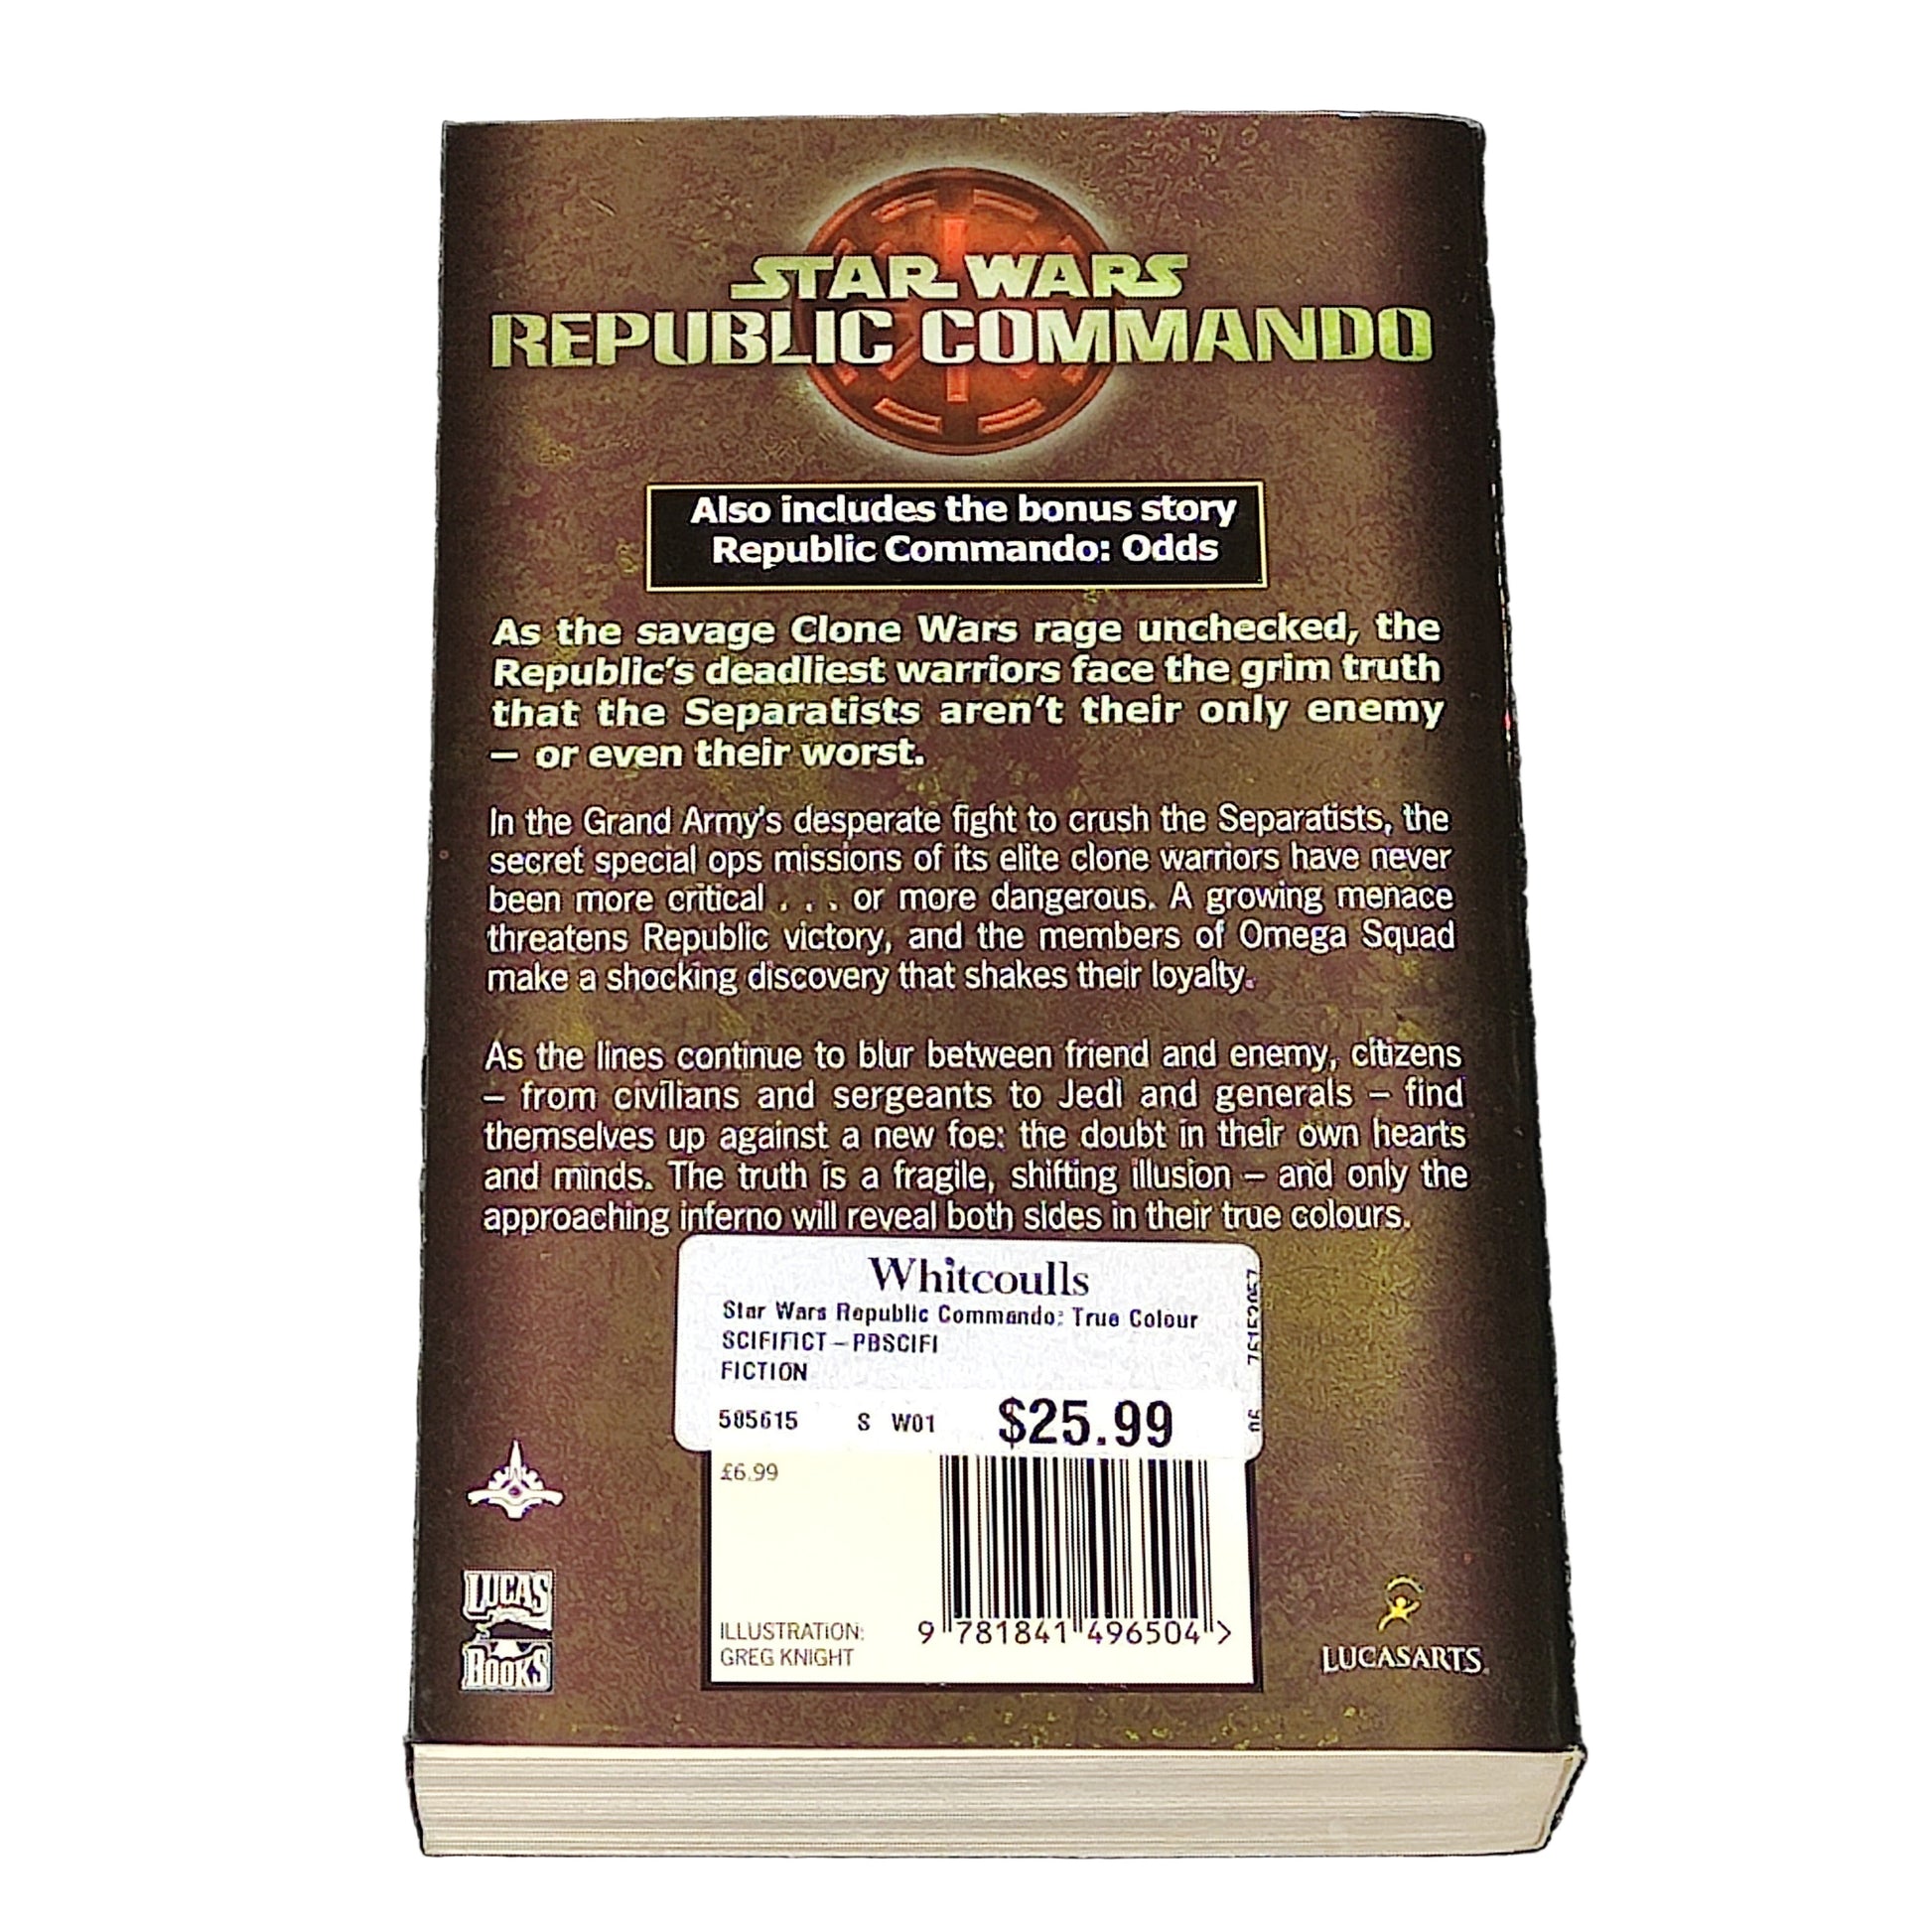 STAR WARS
REPUBLIC COMMANDO
Also includes the bonus story
Republic Commando: Odds
As the savage Clone Wars rage unchecked, the
Republic's deadliest warriors face the grim truth
that the Separatists aren't their only enemy
– or even their worst.
In the Grand Army's desperate fight to crush the Separatists, the
secret special ops missions of its elite clone warriors have never
been more critical . . . or more dangerous. A growing menace
threatens Republic victory, and the members of Omega Squad
make a shocking discovery that shakes their loyalty.
As the lines continue to blur between friend and enemy, citizens
– from civilians and sergeants to Jedi and generals – find
themselves up against a new foe: the doubt in their own hearts
and minds. The truth is a fragile, shifting illusion – and only the
approaching inferno will reveal both sides in their true colours.
Whitcoulls
Star Wars Republic Commando: True Colour
SCIFIFICT – PBSCIFI
FICTION
585615 S W01 $25.99
06
£6.99
ILLUSTRATION:
GREG KNIGHT
9 781841 496504 >
LUCAS
BOOKS
LUCASARTS